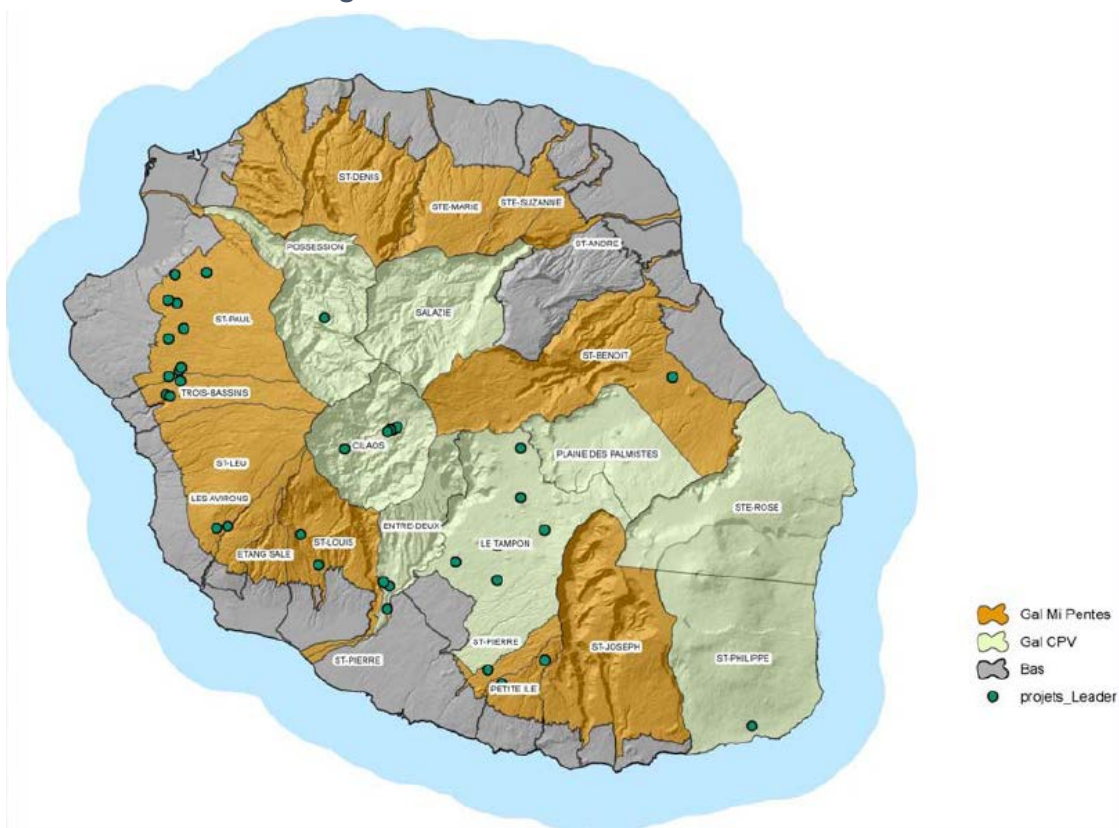 ST-DENIS
STE-MARIE
STE-SUZANNE
POSSESSION
ST-ANDRE
SALAZIE
ST-PAUL
ST-BENOIT
TROIS-BASSINS
CILAOS
PLAINE DES PALMISTES
ST-LEU
LES AVIRONS
STE-ROSE
ENTRE-DEUX
LE TAMPON
ETANG SALE
ST-LOUIS
ST-PIERRE
ST-JOSEPH
ST-PIERRE
ST-PHILIPPE
PETITE ILE
Gal Mi Pentes
Gal CPV
Bas
projets_Leader